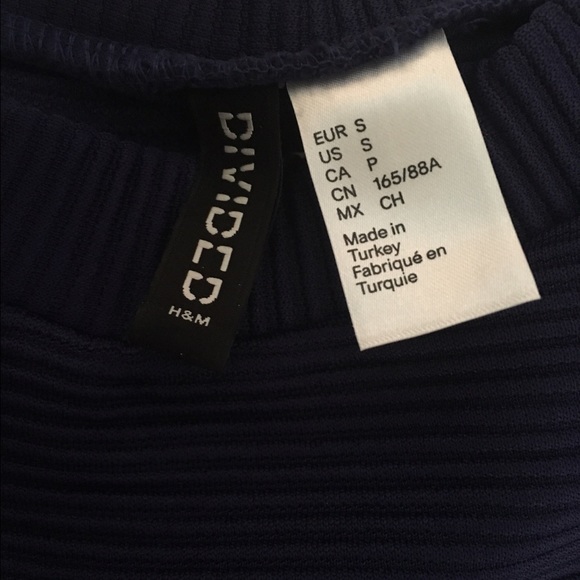 DIVIDED
H&M
EUR S
US S
CA P
CN 165/88A
MX CH
Made in
Turkey
Fabriqué en
Turquie